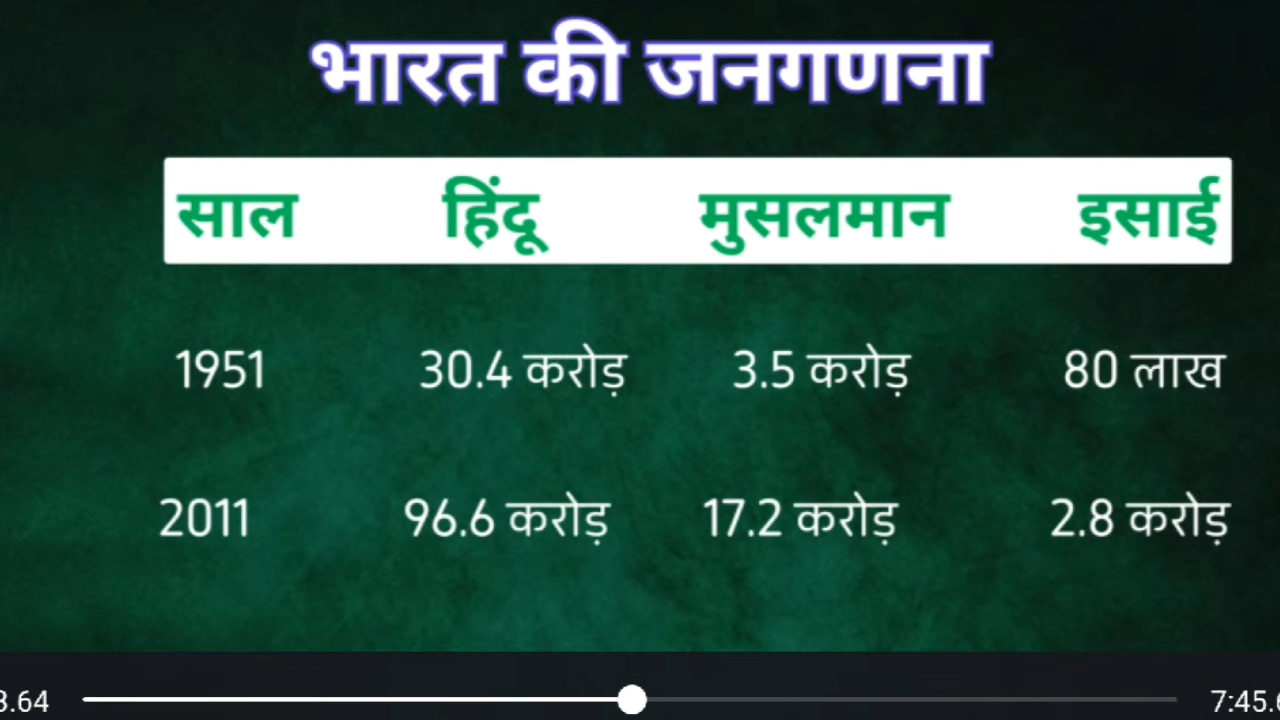 भारत की जनगणना
साल हिंदू मुसलमान इसाई
1951 30.4 करोड़ 3.5 करोड़ 80 लाख
2011 96.6 करोड़ 17.2 करोड़ 2.8 करोड़